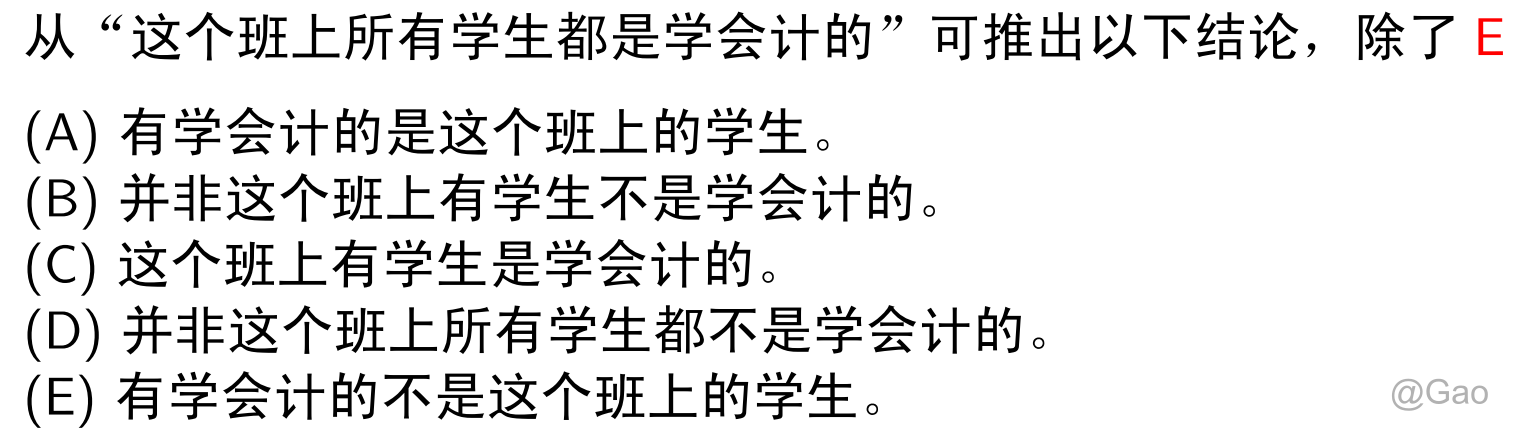 从“这个班上所有学生都是学会计的”可推出以下结论，除了 E
(A) 有学会计的是这个班上的学生。
(B) 并非这个班上有学生不是学会计的。
(C) 这个班上有学生是学会计的。
(D) 并非这个班上所有学生都不是学会计的。
(E) 有学会计的不是这个班上的学生。
@Gao